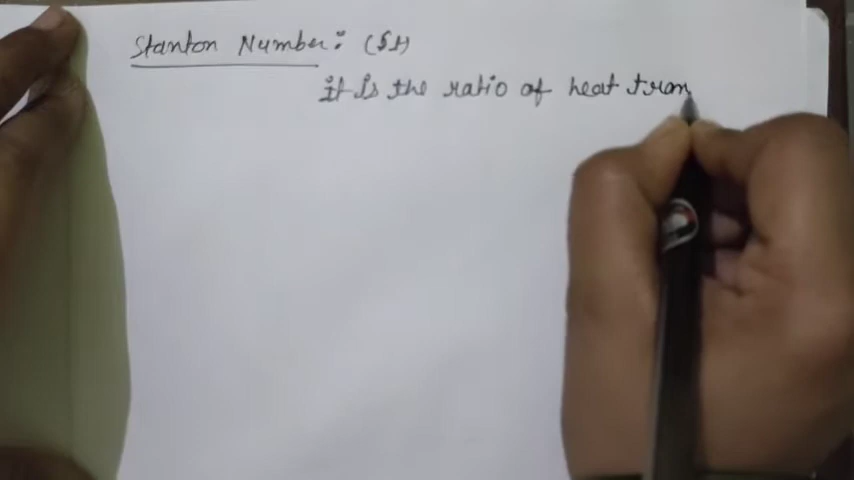 Stanton Number: (St)
it is the ratio of heat tran